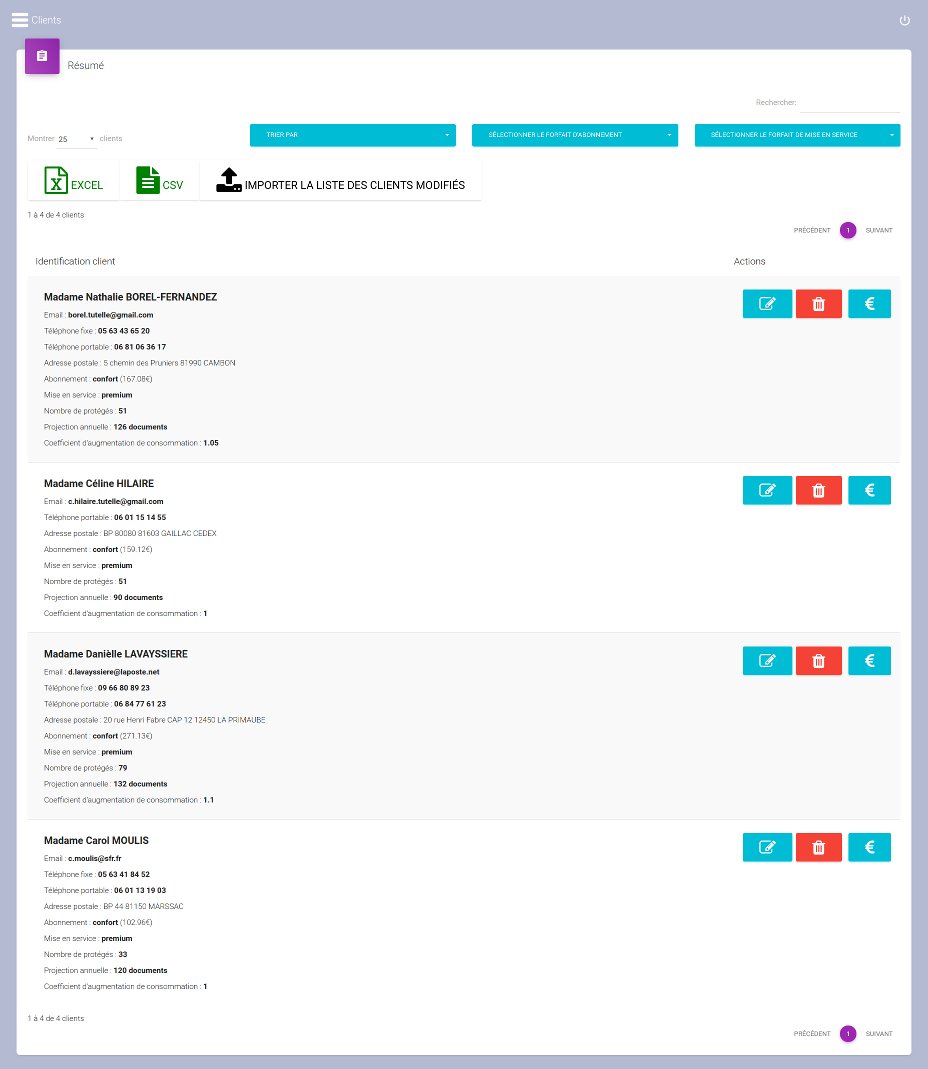 Clients
Résumé
Rechercher:
Montrer 25 clients
TRIER PAR
SÉLECTIONNER LE FORFAIT D'ABONNEMENT
SÉLECTIONNER LE FORFAIT DE MISE EN SERVICE
EXCEL
CSV
IMPORTER LA LISTE DES CLIENTS MODIFIÉS
1 à 4 de 4 clients
PRÉCÉDENT 1 SUIVANT
Identification client Actions
Madame Nathalie BOREL-FERNANDEZ
Email : borel.tutelle@gmail.com
Téléphone fixe : 05 63 43 65 20
Téléphone portable : 06 81 06 36 17
Adresse postale : 5 chemin des Pruniers 81990 CAMBON
Abonnement : confort (167.08€)
Mise en service : premium
Nombre de protégés : 51
Projection annuelle : 126 documents
Coefficient d'augmentation de consommation : 1.05
Madame Céline HILAIRE
Email : c.hilaire.tutelle@gmail.com
Téléphone portable : 06 01 15 14 55
Adresse postale : BP 80080 81603 GAILLAC CEDEX
Abonnement : confort (159.12€)
Mise en service : premium
Nombre de protégés : 51
Projection annuelle : 90 documents
Coefficient d'augmentation de consommation : 1
Madame Danièlle LAVAYSSIERE
Email : d.lavayssiere@laposte.net
Téléphone fixe : 09 66 80 89 23
Téléphone portable : 06 84 77 61 23
Adresse postale : 20 rue Henri Fabre CAP 12 12450 LA PRIMAUBE
Abonnement : confort (271.13€)
Mise en service : premium
Nombre de protégés : 79
Projection annuelle : 132 documents
Coefficient d'augmentation de consommation : 1.1
Madame Carol MOULIS
Email : c.moulis@sfr.fr
Téléphone fixe : 05 63 41 84 52
Téléphone portable : 06 01 13 19 03
Adresse postale : BP 44 81150 MARSSAC
Abonnement : confort (102.96€)
Mise en service : premium
Nombre de protégés : 33
Projection annuelle : 120 documents
Coefficient d'augmentation de consommation : 1
1 à 4 de 4 clients
PRÉCÉDENT 1 SUIVANT